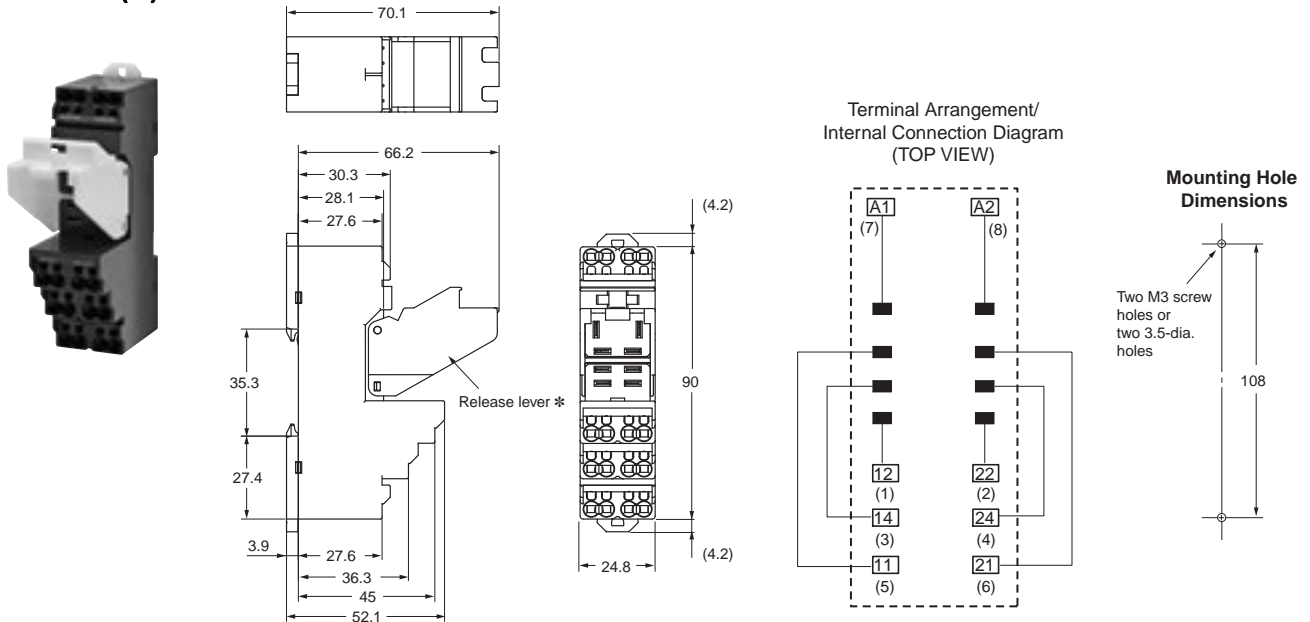 70.1
66.2
30.3
28.1
27.6
(4.2)
35.3
Release lever *
90
27.4
3.9
27.6
36.3
45
52.1
24.8
(4.2)
Terminal Arrangement/
Internal Connection Diagram
(TOP VIEW)
A1
A2
(7)
(8)
12
22
(1)
(2)
14
24
(3)
(4)
11
21
(5)
(6)
Mounting Hole
Dimensions
Two M3 screw
holes or
two 3.5-dia.
holes
108